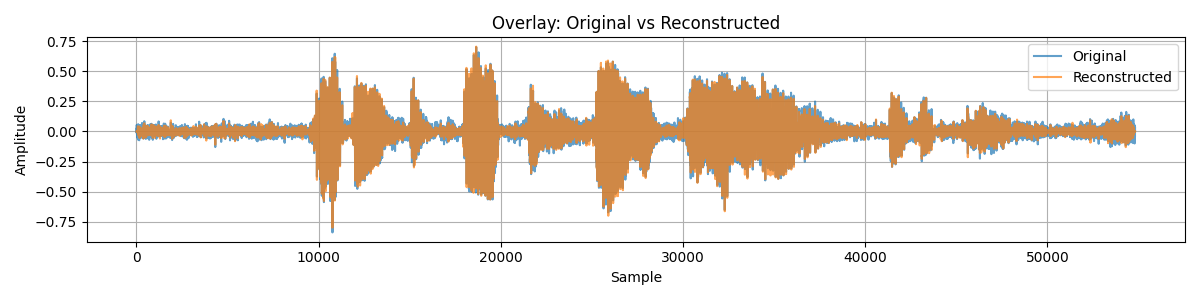 Overlay: Original vs Reconstructed
Original
Reconstructed
Amplitude
0.75
0.50
0.25
0.00
−0.25
−0.50
−0.75
0 10000 20000 30000 40000 50000
Sample